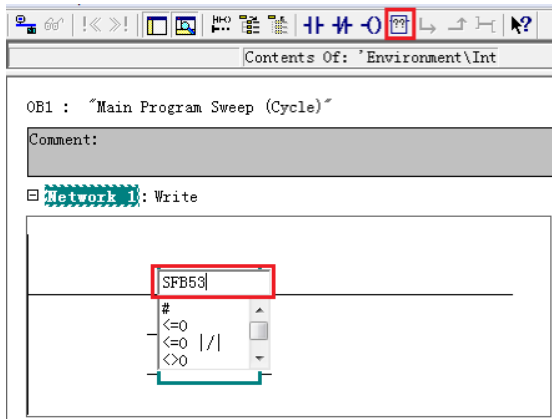 Contents Of: 'Environment\Int
OB1 : "Main Program Sweep (Cycle)"
Comment:
Network 1: Write
SFB53
#
<=0
<=0 |/|
<>0